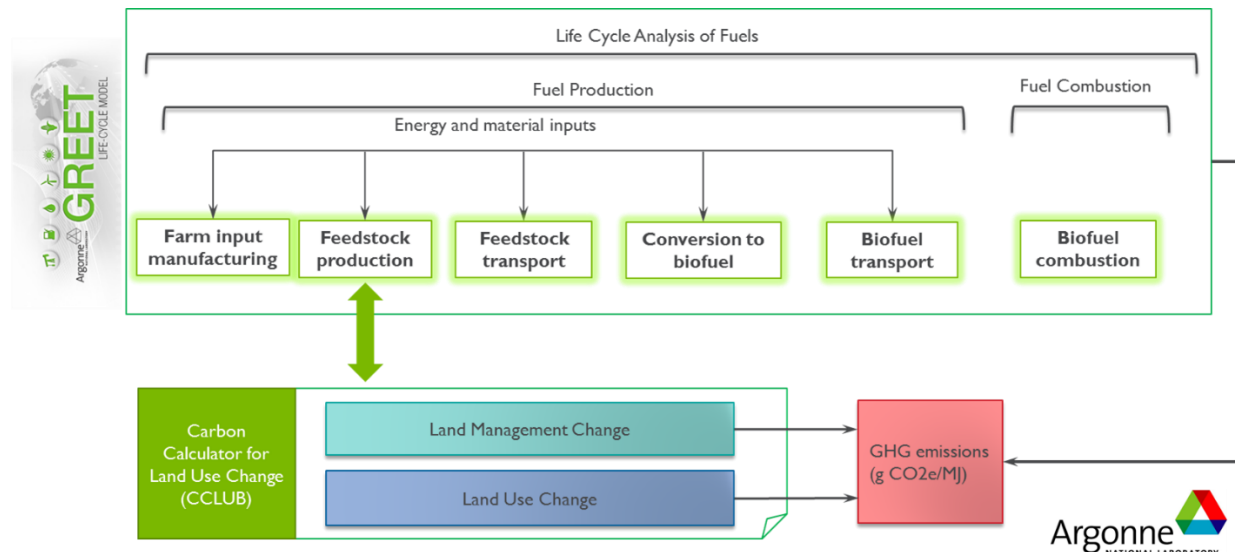 Life Cycle Analysis of Fuels
Fuel Production
Fuel Combustion
Energy and material inputs
Farm input
manufacturing
Feedstock
production
Feedstock
transport
Conversion to
biofuel
Biofuel
transport
Biofuel
combustion
Argonne
GREET
LIFE-CYCLE MODEL
Carbon
Calculator for
Land Use Change
(CCLUB)
Land Management Change
Land Use Change
GHG emissions
(g CO2e/MJ)
Argonne
NATIONAL LABORATORY